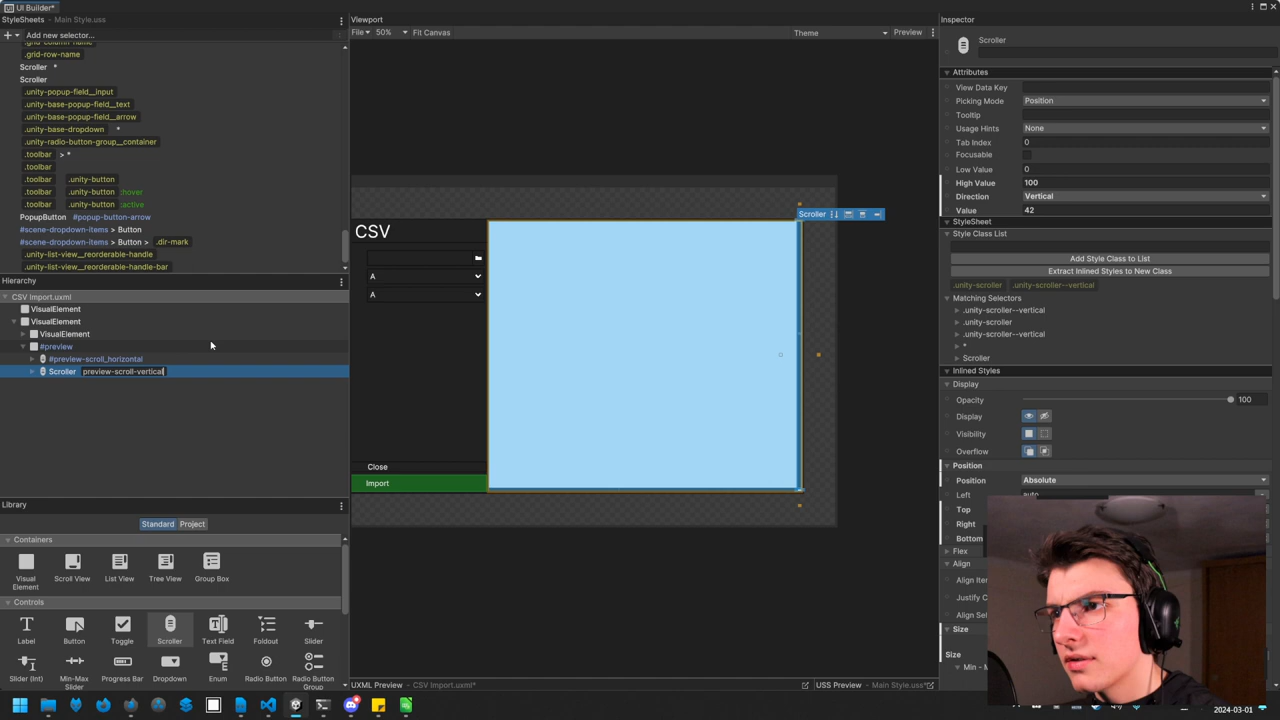 UI Builder*
StyleSheets - Main Style.uss
Add new selector...
.grid-row-name
Scroller *
Scroller
.unity-popup-field__input
.unity-base-popup-field__text
.unity-base-popup-field__arrow
.unity-base-dropdown *
.unity-radio-button-group__container
.toolbar > *
.toolbar
.toolbar .unity-button
.toolbar .unity-button :hover
.toolbar .unity-button :active
PopupButton #popup-button-arrow
#scene-dropdown-items > Button
#scene-dropdown-items > Button > .dir-mark
.unity-list-view__reorderable-handle
.unity-list-view__reorderable-handle-bar
Hierarchy
CSV Import.uxml
VisualElement
VisualElement
VisualElement
#preview
#preview-scroll_horizontal
Scroller preview-scroll-vertical
Library
Standard Project
Containers
Visual Element
Scroll View
List View
Tree View
Group Box
Controls
Label
Button
Toggle
Scroller
Text Field
Foldout
Slider
Slider (Int)
Min-Max Slider
Progress Bar
Dropdown
Enum
Radio Button
Radio Button Group
Viewport
File 50% Fit Canvas
Theme
Preview
Scroller
CSV
A
A
Close
Import
UXML Preview - CSV Import.uxml*
USS Preview - Main Style.uss*
Inspector
Scroller
Attributes
View Data Key
Picking Mode Position
Tooltip
Usage Hints None
Tab Index 0
Focusable
Low Value 0
High Value 100
Direction Vertical
Value 42
StyleSheet
Style Class List
Add Style Class to List
Extract Inlined Styles to New Class
.unity-scroller .unity-scroller--vertical
Matching Selectors
.unity-scroller--vertical
.unity-scroller
.unity-scroller--vertical
*
Scroller
Inlined Styles
Display
Opacity 100
Display
Visibility
Overflow
Position
Position Absolute
Left auto
Top
Right
Bottom
Flex
Align
Align Iter
Justify C
Align Sel
Size
Size
Min - M
2024-03-01